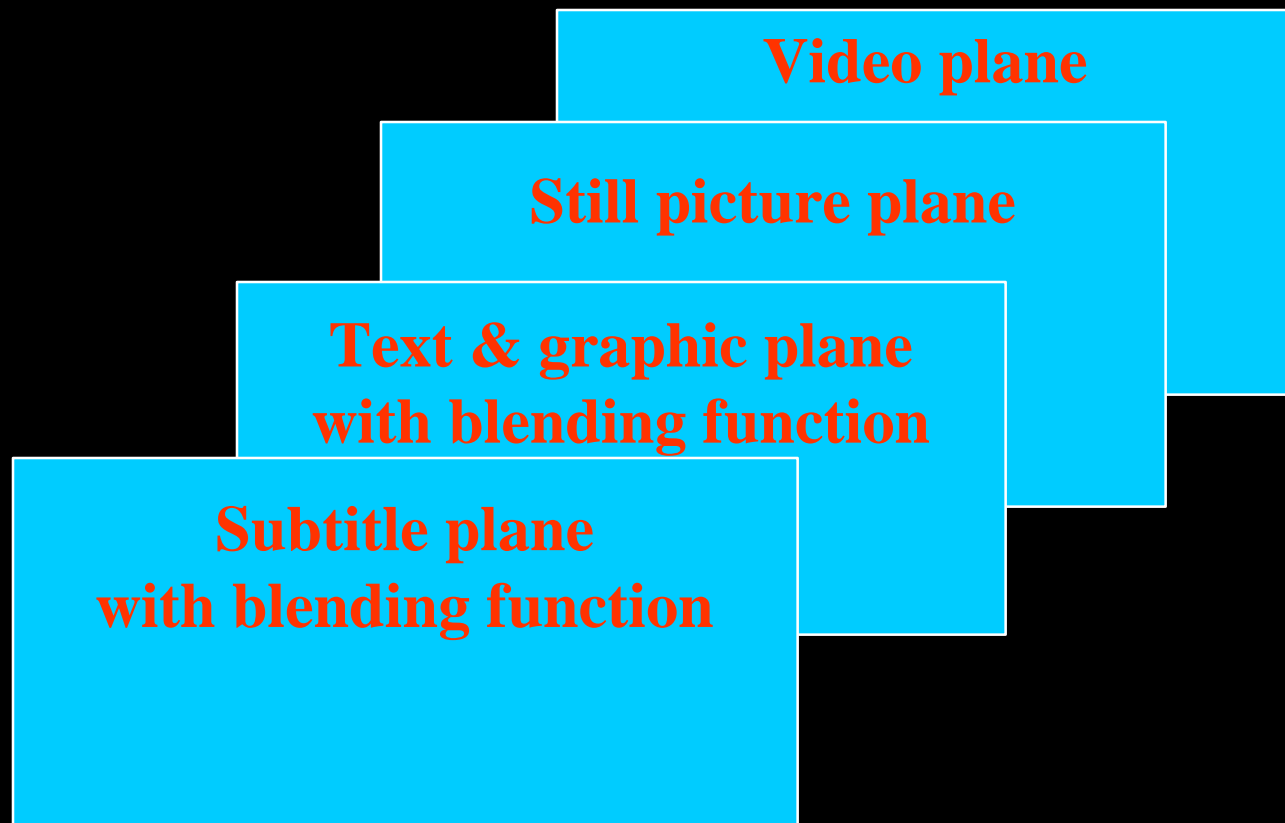 Video plane
Still picture plane
Text & graphic plane
with blending function
Subtitle plane
with blending function